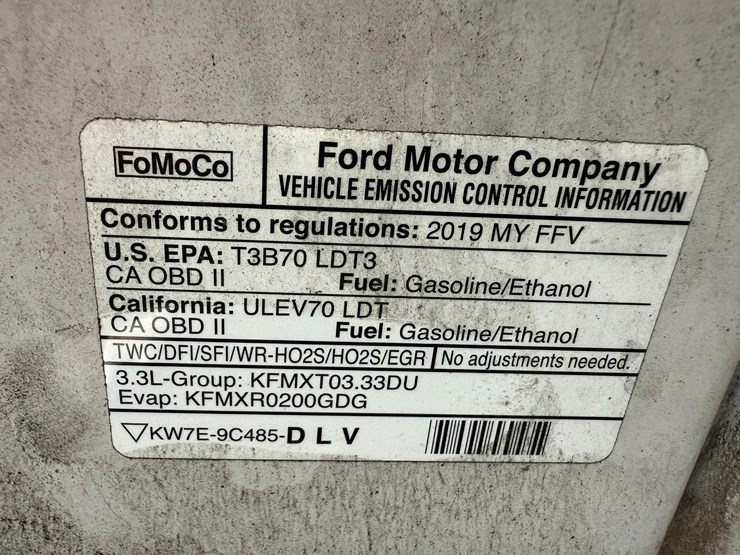 FoMoCo
Ford Motor Company
VEHICLE EMISSION CONTROL INFORMATION
Conforms to regulations: 2019 MY FFV
U.S. EPA: T3B70 LDT3
CA OBD II Fuel: Gasoline/Ethanol
California: ULEV70 LDT
CA OBD II Fuel: Gasoline/Ethanol
TWC/DFI/SFI/WR-HO2S/HO2S/EGR No adjustments needed.
3.3L-Group: KFMXT03.33DU
Evap: KFMXR0200GDG
▽KW7E-9C485-D L V